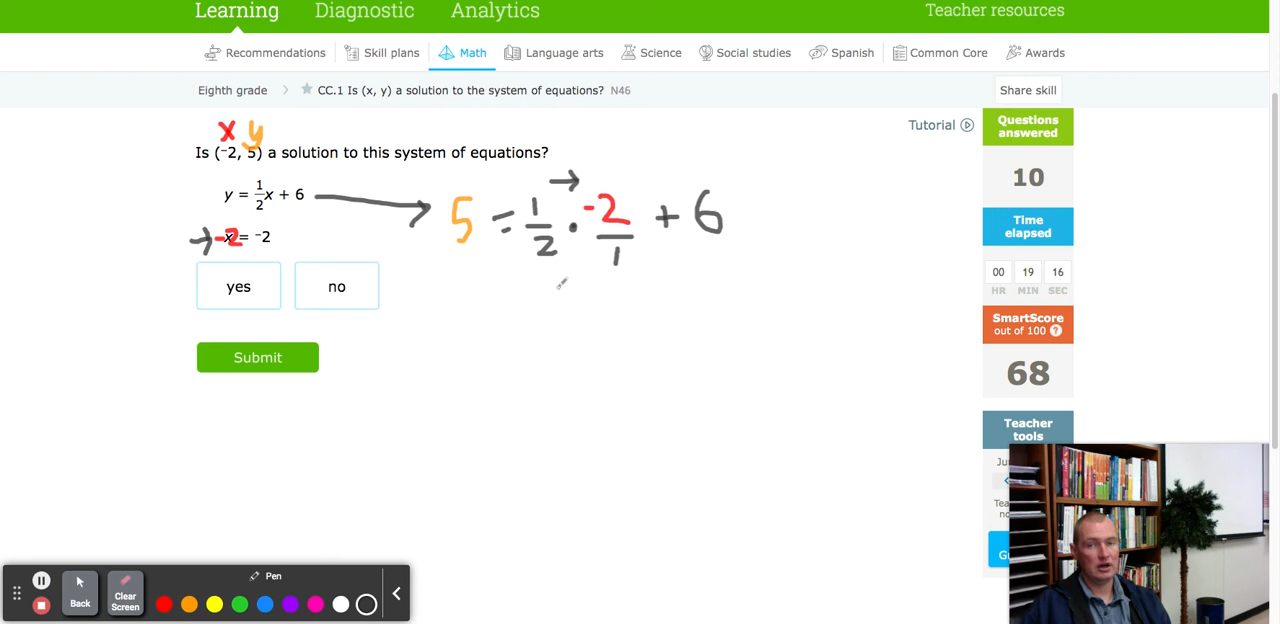 Learning Diagnostic Analytics Teacher resources
Recommendations Skill plans Math Language arts Science Social studies Spanish Common Core Awards
Eighth grade > CC.1 Is (x, y) a solution to the system of equations? N46
Share skill
Tutorial
Questions answered
10
Time elapsed
00 19 16
HR MIN SEC
SmartScore
out of 100 ?
68
Teacher tools
x y
Is (⁻2, 5) a solution to this system of equations?
y = 1/2 x + 6 → 5 = 1/2 · -2/1 + 6
→
→ -2
x = ⁻2
yes no
Submit
Pen
Back
Clear Screen